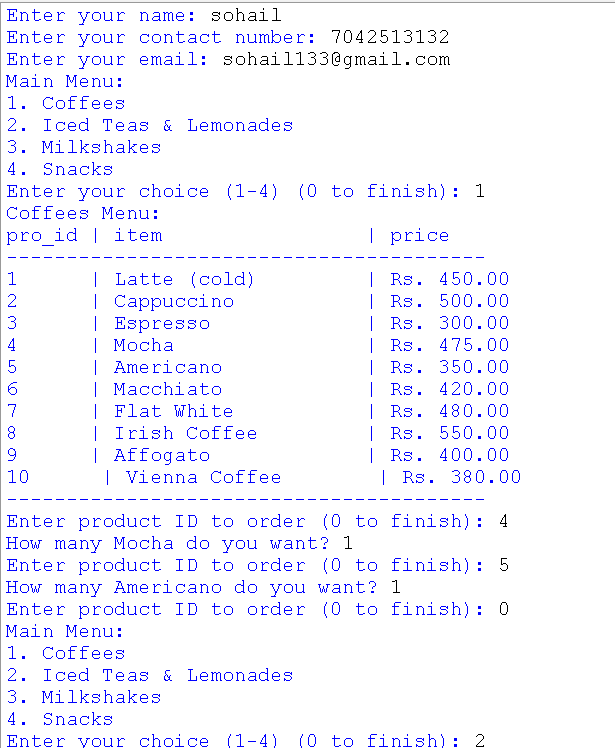 Enter your name: sohail
Enter your contact number: 7042513132
Enter your email: sohail133@gmail.com
Main Menu:
1. Coffees
2. Iced Teas & Lemonades
3. Milkshakes
4. Snacks
Enter your choice (1-4) (0 to finish): 1
Coffees Menu:
pro_id | item                 | price
----------------------------------------
1      | Latte (cold)         | Rs. 450.00
2      | Cappuccino           | Rs. 500.00
3      | Espresso             | Rs. 300.00
4      | Mocha                | Rs. 475.00
5      | Americano            | Rs. 350.00
6      | Macchiato            | Rs. 420.00
7      | Flat White           | Rs. 480.00
8      | Irish Coffee         | Rs. 550.00
9      | Affogato             | Rs. 400.00
10      | Vienna Coffee        | Rs. 380.00
----------------------------------------
Enter product ID to order (0 to finish): 4
How many Mocha do you want? 1
Enter product ID to order (0 to finish): 5
How many Americano do you want? 1
Enter product ID to order (0 to finish): 0
Main Menu:
1. Coffees
2. Iced Teas & Lemonades
3. Milkshakes
4. Snacks
Enter your choice (1-4) (0 to finish): 2